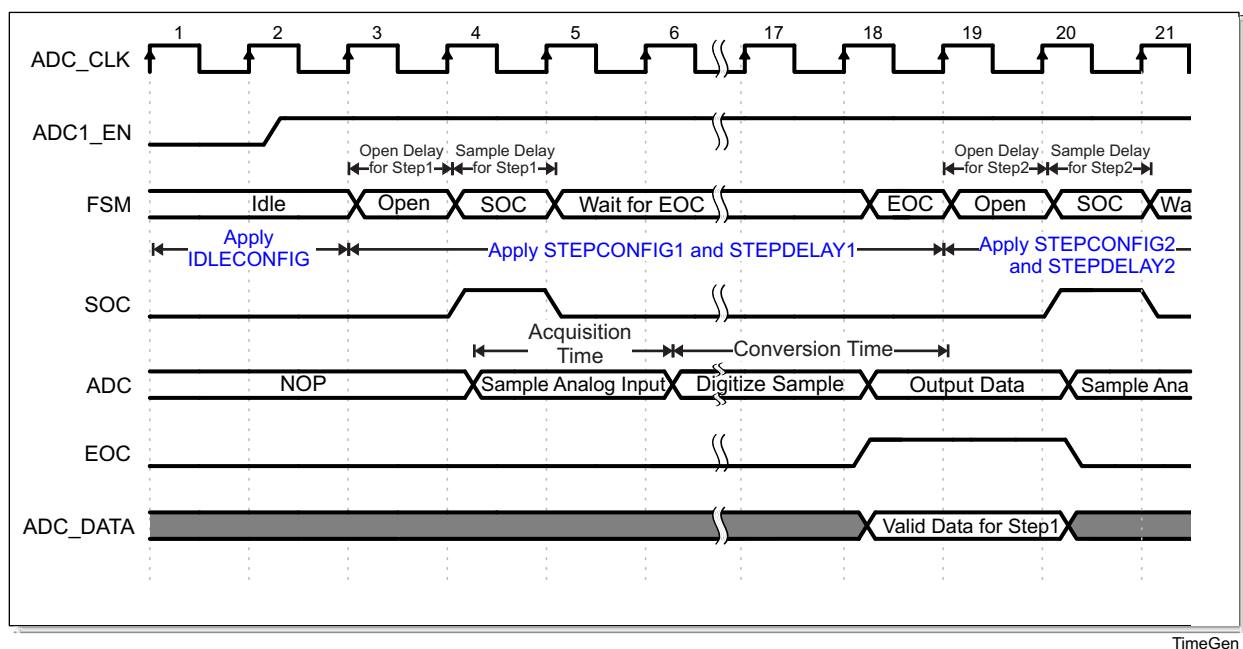 1 2 3 4 5 6 17 18 19 20 21
ADC_CLK
ADC1_EN
Open Delay Sample Delay Open Delay Sample Delay
for Step1 for Step1 for Step2 for Step2
FSM Idle Open SOC Wait for EOC EOC Open SOC Wa
Apply
IDLECONFIG
Apply STEPCONFIG1 and STEPDELAY1
Apply STEPCONFIG2
and STEPDELAY2
SOC
Acquisition
Time
Conversion Time
ADC NOP Sample Analog Input Digitize Sample Output Data Sample Ana
EOC
ADC_DATA Valid Data for Step1
TimeGen